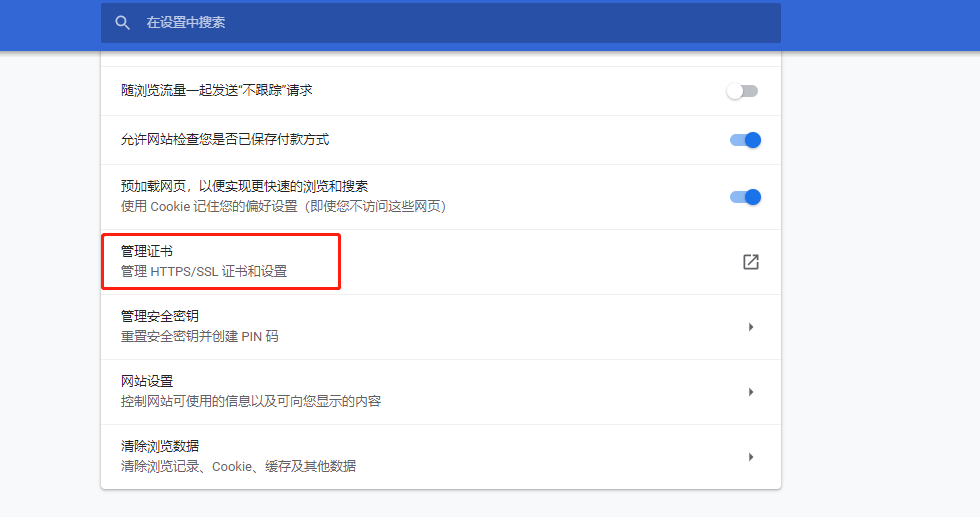 在设置中搜索
随浏览流量一起发送“不跟踪”请求
允许网站检查您是否已保存付款方式
预加载网页，以便实现更快速的浏览和搜索
使用 Cookie 记住您的偏好设置（即使您不访问这些网页）
管理证书
管理 HTTPS/SSL 证书和设置
管理安全密钥
重置安全密钥并创建 PIN 码
网站设置
控制网站可使用的信息以及可向您显示的内容
清除浏览数据
清除浏览记录、Cookie、缓存及其他数据